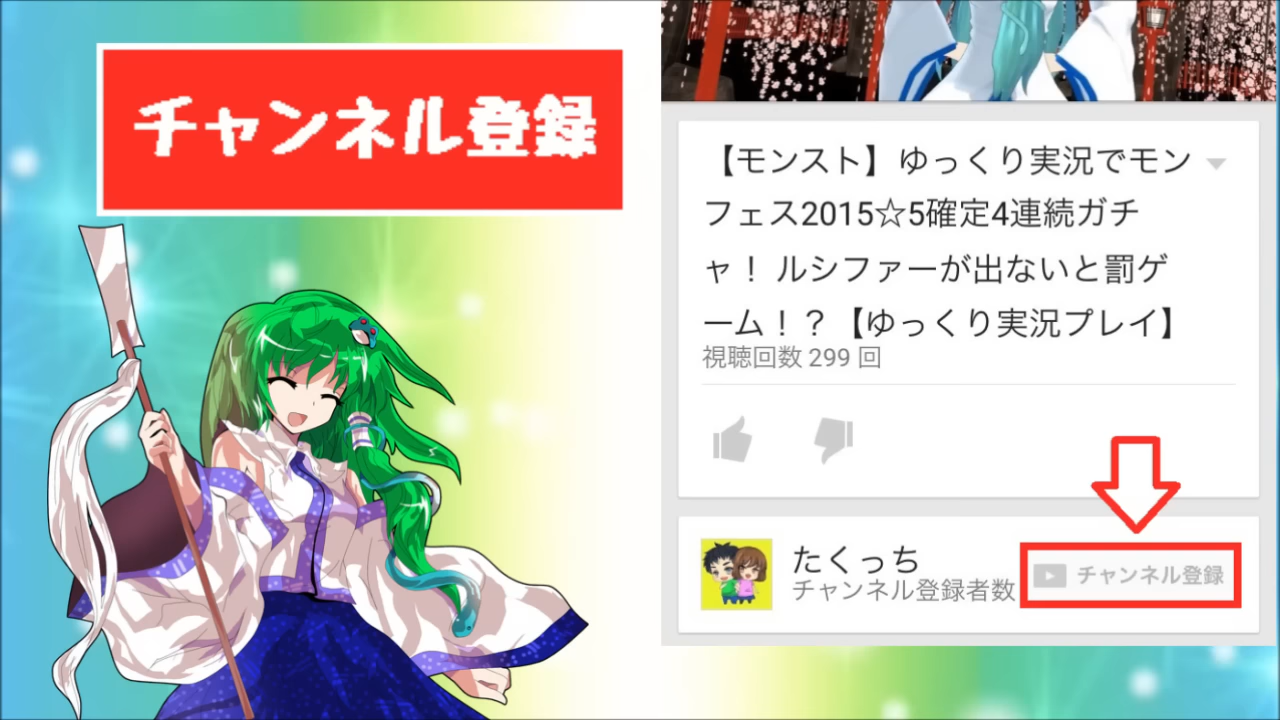 チャンネル登録
【モンスト】ゆっくり実況でモン
フェス2015☆5確定4連続ガチ
ャ！ ルシファーが出ないと罰ゲ
ーム！？【ゆっくり実況プレイ】
視聴回数 299 回
たくっち
チャンネル登録者数
チャンネル登録